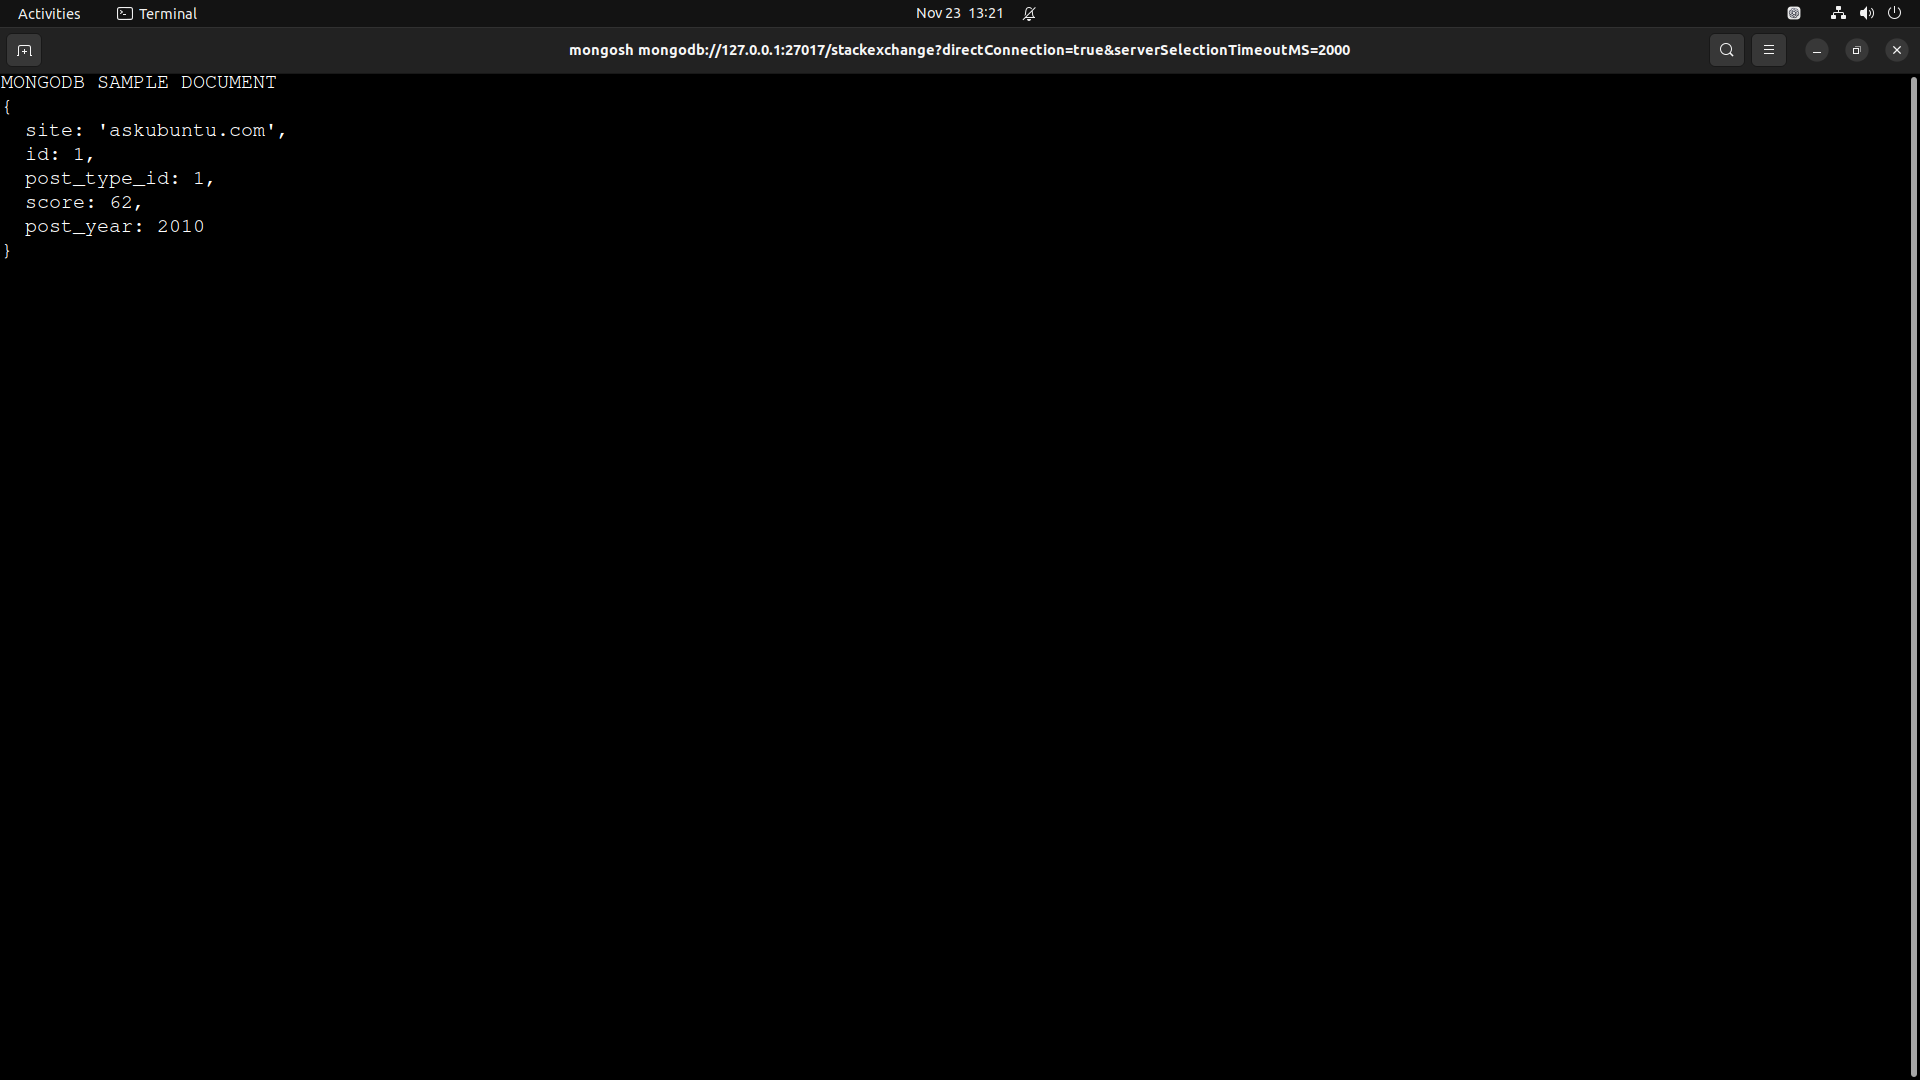 Activities Terminal Nov 23 13:21
mongosh mongodb://127.0.0.1:27017/stackexchange?directConnection=true&serverSelectionTimeoutMS=2000
MONGODB SAMPLE DOCUMENT
{
  site: 'askubuntu.com',
  id: 1,
  post_type_id: 1,
  score: 62,
  post_year: 2010
}